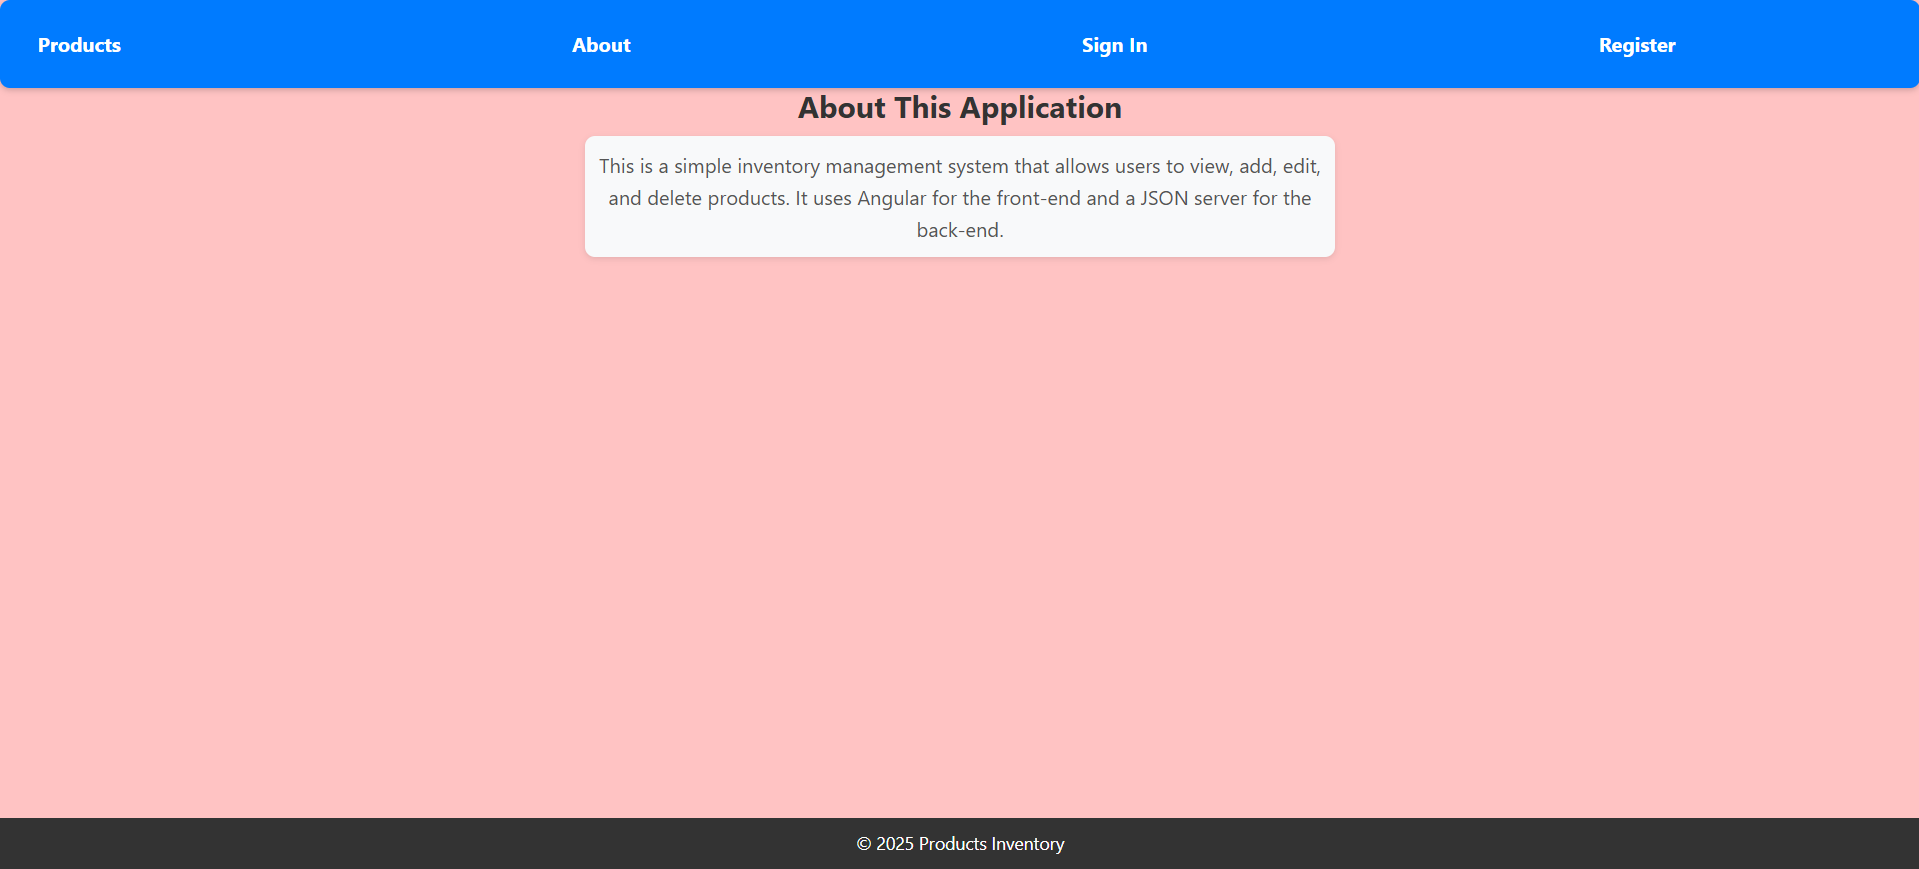 Products About Sign In Register
About This Application
This is a simple inventory management system that allows users to view, add, edit,
and delete products. It uses Angular for the front-end and a JSON server for the
back-end.
© 2025 Products Inventory